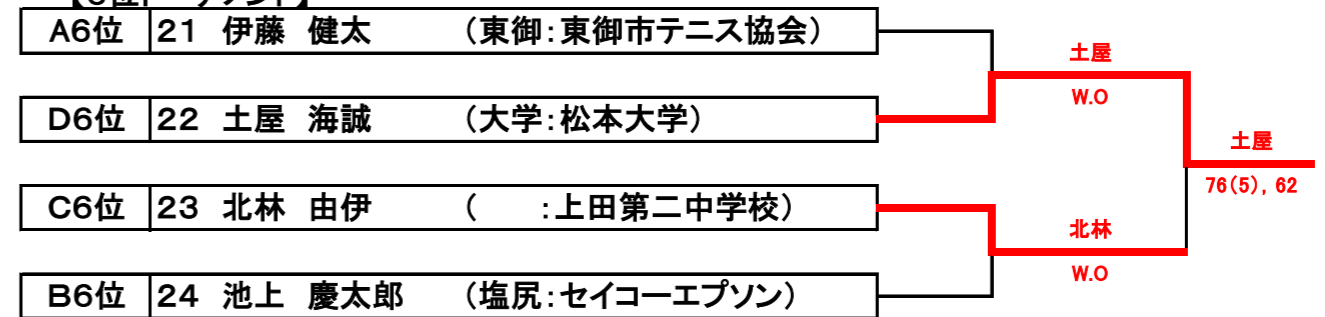 A6位 21 伊藤 健太 （東御：東御市テニス協会）
土屋
W.O
D6位 22 土屋 海誠 （大学：松本大学）
土屋
76(5), 62
C6位 23 北林 由伊 （ ：上田第二中学校）
北林
W.O
B6位 24 池上 慶太郎 （塩尻：セイコーエプソン）